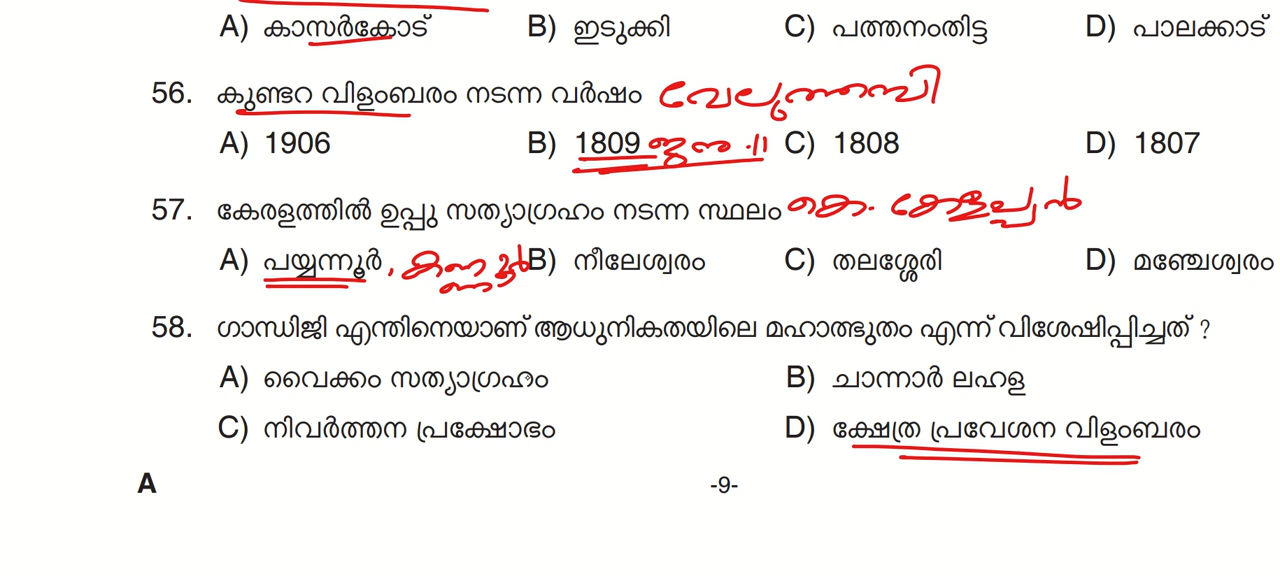 A) കാസർകോട് B) ഇടുക്കി C) പത്തനംതിട്ട D) പാലക്കാട്
56. കുണ്ടറ വിളംബരം നടന്ന വർഷം വേലുത്തമ്പി
A) 1906 B) 1809 ജനു .11 C) 1808 D) 1807
57. കേരളത്തിൽ ഉപ്പു സത്യാഗ്രഹം നടന്ന സ്ഥലം കെ. കേളപ്പൻ
A) പയ്യന്നൂർ, കണ്ണൂർ B) നീലേശ്വരം C) തലശ്ശേരി D) മഞ്ചേശ്വരം
58. ഗാന്ധിജി എന്തിനെയാണ് ആധുനികതയിലെ മഹാത്ഭുതം എന്ന് വിശേഷിപ്പിച്ചത് ?
A) വൈക്കം സത്യാഗ്രഹം B) ചാന്നാർ ലഹള
C) നിവർത്തന പ്രക്ഷോഭം D) ക്ഷേത്ര പ്രവേശന വിളംബരം
A -9-